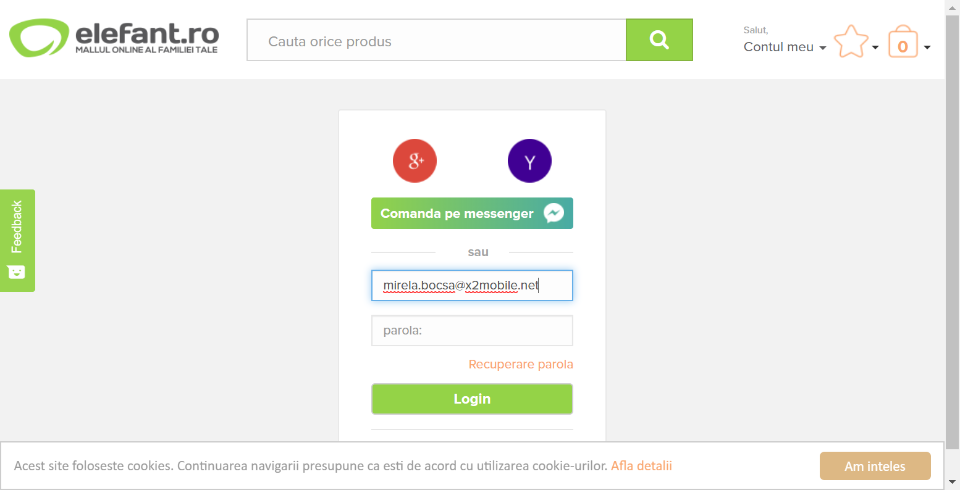 elefant.ro
MALLUL ONLINE AL FAMILIEI TALE
Cauta orice produs
Salut,
Contul meu
0
Feedback
g+
Y
Comanda pe messenger
sau
mirela.bocsa@x2mobile.net
parola:
Recuperare parola
Login
Acest site foloseste cookies. Continuarea navigarii presupune ca esti de acord cu utilizarea cookie-urilor. Afla detalii
Am inteles